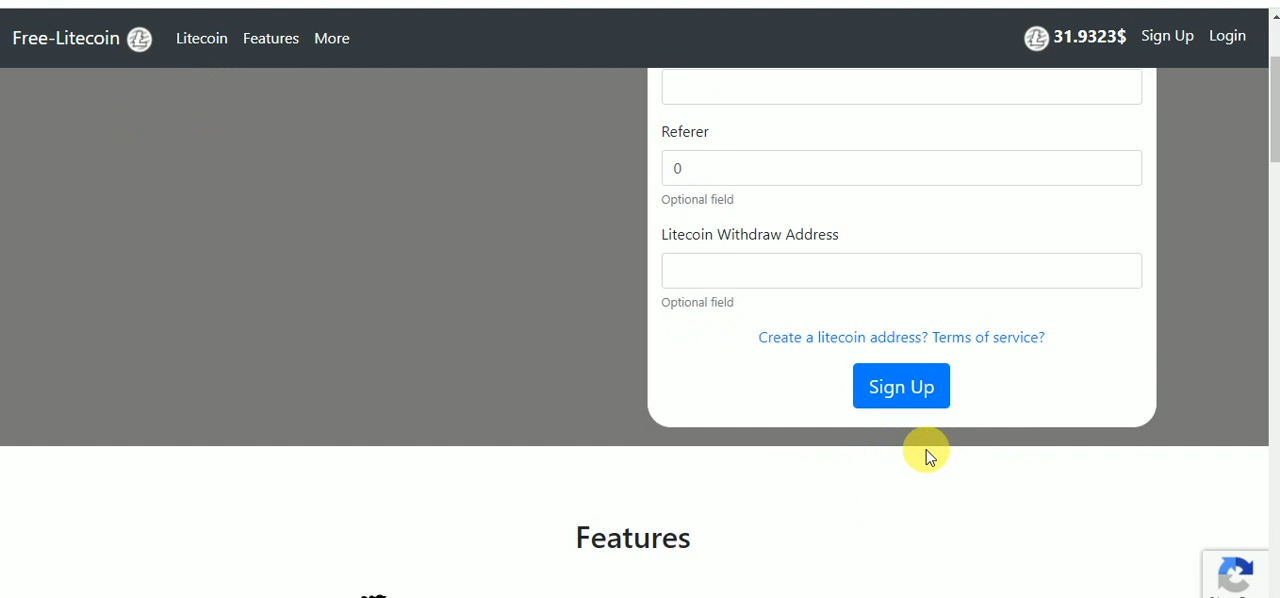 Free-Litecoin Litecoin Features More 31.9323$ Sign Up Login
Referer
0
Optional field
Litecoin Withdraw Address
Optional field
Create a litecoin address? Terms of service?
Sign Up
Features